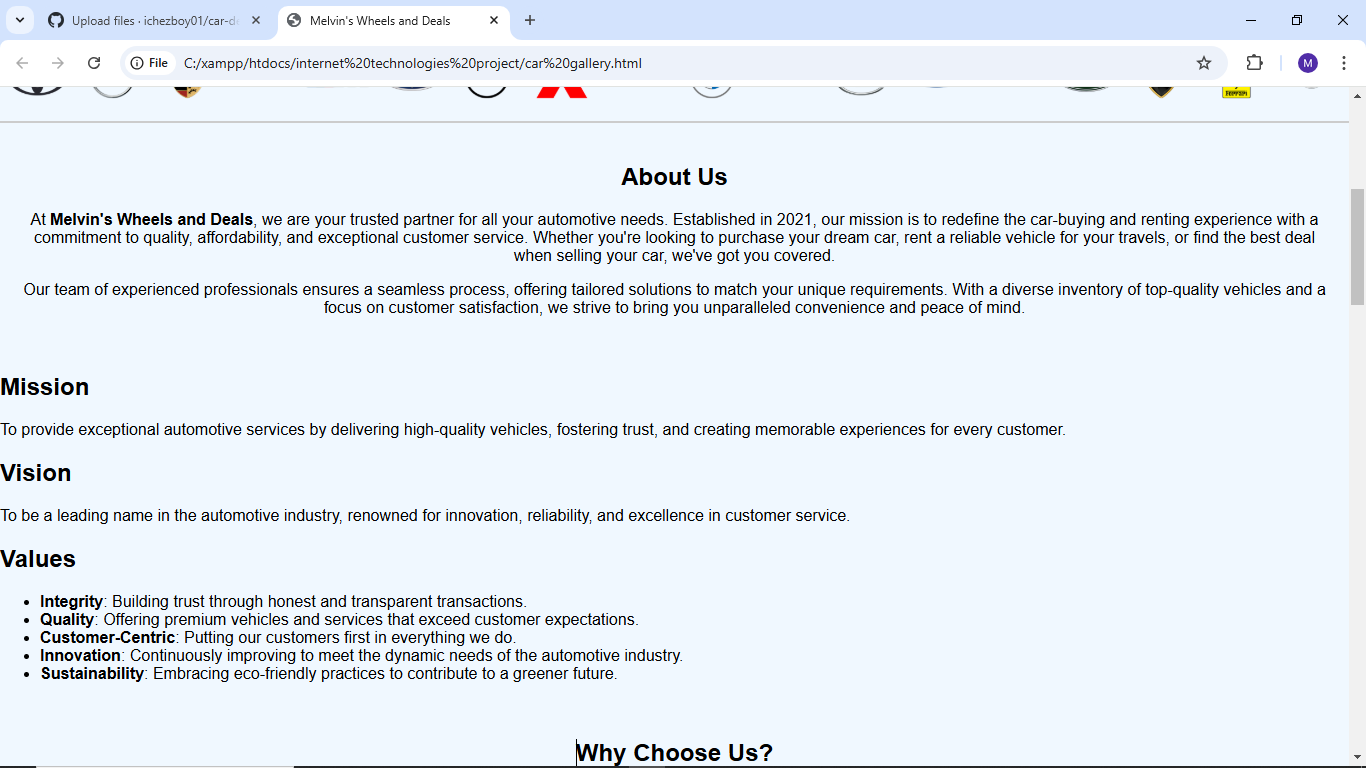 Upload files · ichezboy01/car-de
Melvin's Wheels and Deals
File
C:/xampp/htdocs/internet%20technologies%20project/car%20gallery.html
M
About Us
At Melvin's Wheels and Deals, we are your trusted partner for all your automotive needs. Established in 2021, our mission is to redefine the car-buying and renting experience with a
commitment to quality, affordability, and exceptional customer service. Whether you're looking to purchase your dream car, rent a reliable vehicle for your travels, or find the best deal
when selling your car, we've got you covered.
Our team of experienced professionals ensures a seamless process, offering tailored solutions to match your unique requirements. With a diverse inventory of top-quality vehicles and a
focus on customer satisfaction, we strive to bring you unparalleled convenience and peace of mind.
Mission
To provide exceptional automotive services by delivering high-quality vehicles, fostering trust, and creating memorable experiences for every customer.
Vision
To be a leading name in the automotive industry, renowned for innovation, reliability, and excellence in customer service.
Values
• Integrity: Building trust through honest and transparent transactions.
• Quality: Offering premium vehicles and services that exceed customer expectations.
• Customer-Centric: Putting our customers first in everything we do.
• Innovation: Continuously improving to meet the dynamic needs of the automotive industry.
• Sustainability: Embracing eco-friendly practices to contribute to a greener future.
Why Choose Us?